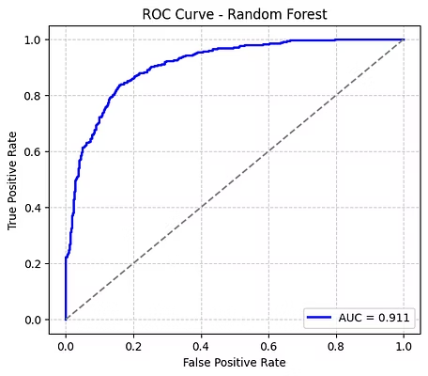 ROC Curve - Random Forest
1.0
0.8
0.6
0.4
0.2
0.0
True Positive Rate
AUC = 0.911
0.0 0.2 0.4 0.6 0.8 1.0
False Positive Rate